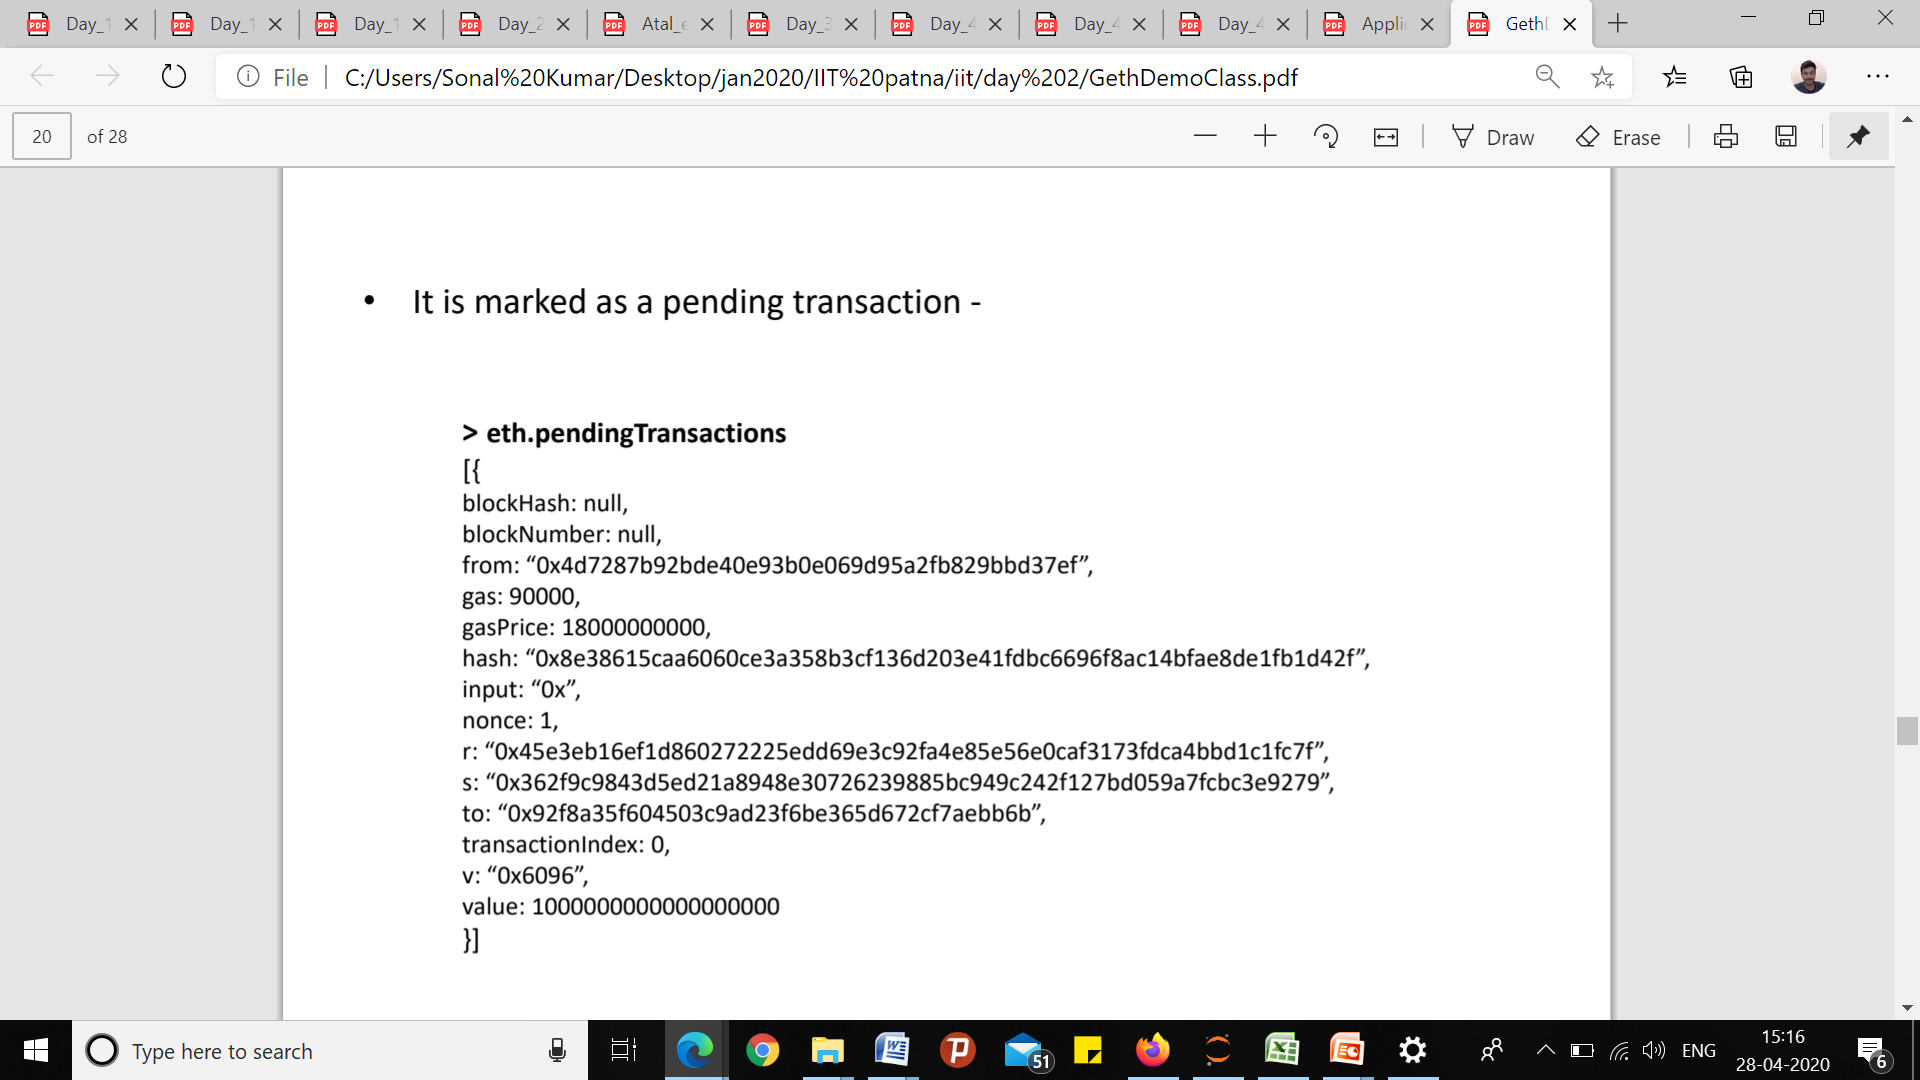 Day_1 Day_1 Day_1 Day_2 Atal_e Day_3 Day_4 Day_4 Day_4 Applic GethD
File C:/Users/Sonal%20Kumar/Desktop/jan2020/IIT%20patna/iit/day%202/GethDemoClass.pdf
20 of 28 Draw Erase
• It is marked as a pending transaction -
> eth.pendingTransactions
[{
blockHash: null,
blockNumber: null,
from: “0x4d7287b92bde40e93b0e069d95a2fb829bbd37ef”,
gas: 90000,
gasPrice: 18000000000,
hash: “0x8e38615caa6060ce3a358b3cf136d203e41fdbc6696f8ac14bfae8de1fb1d42f”,
input: “0x”,
nonce: 1,
r: “0x45e3eb16ef1d860272225edd69e3c92fa4e85e56e0caf3173fdca4bbd1c1fc7f”,
s: “0x362f9c9843d5ed21a8948e30726239885bc949c242f127bd059a7fcbc3e9279”,
to: “0x92f8a35f604503c9ad23f6be365d672cf7aebb6b”,
transactionIndex: 0,
v: “0x6096”,
value: 1000000000000000000
}]
Type here to search 51 ENG 15:16 6
28-04-2020